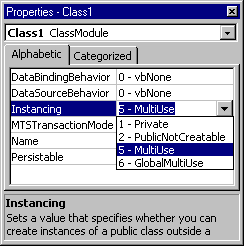 Properties - Class1
Class1 ClassModule
Alphabetic Categorized
DataBindingBehavior 0 - vbNone
DataSourceBehavior 0 - vbNone
Instancing 5 - MultiUse
MTSTransactionMode 1 - Private
2 - PublicNotCreatable
Name 5 - MultiUse
Persistable 6 - GlobalMultiUse
Instancing
Sets a value that specifies whether you can
create instances of a public class outside a